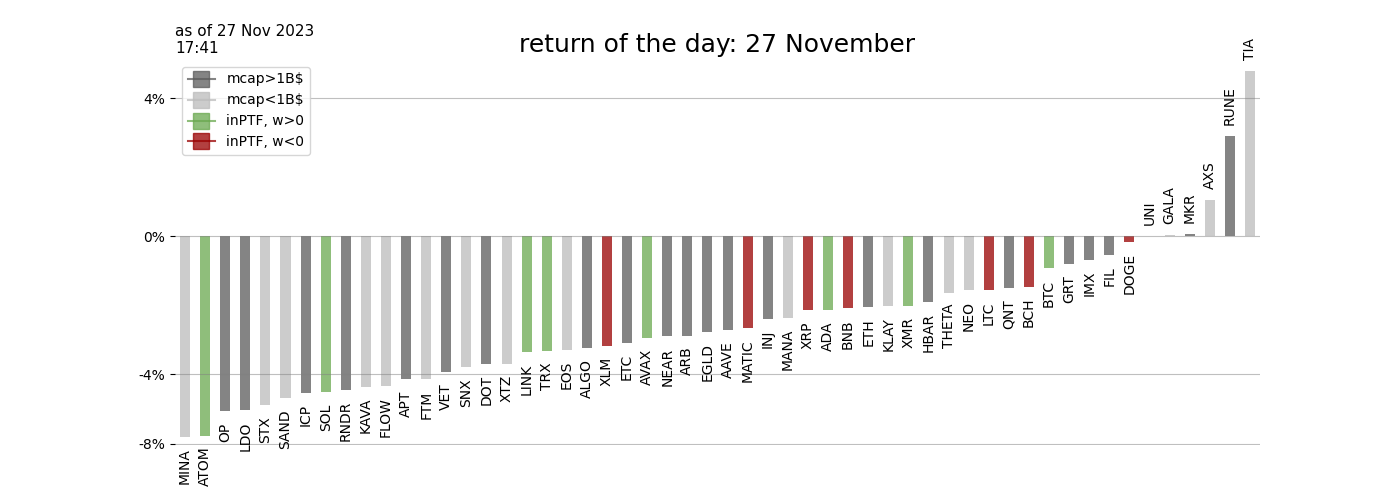 as of 27 Nov 2023
17:41
return of the day: 27 November
mcap>1B$
mcap<1B$
inPTF, w>0
inPTF, w<0
4%
0%
-4%
-8%
MINA
ATOM
OP
LDO
STX
SAND
ICP
SOL
RNDR
KAVA
FLOW
APT
FTM
VET
SNX
DOT
XTZ
LINK
TRX
EOS
ALGO
XLM
ETC
AVAX
NEAR
ARB
EGLD
AAVE
MATIC
INJ
MANA
XRP
ADA
BNB
ETH
KLAY
XMR
HBAR
THETA
NEO
LTC
QNT
BCH
BTC
GRT
IMX
FIL
DOGE
UNI
GALA
MKR
AXS
RUNE
TIA